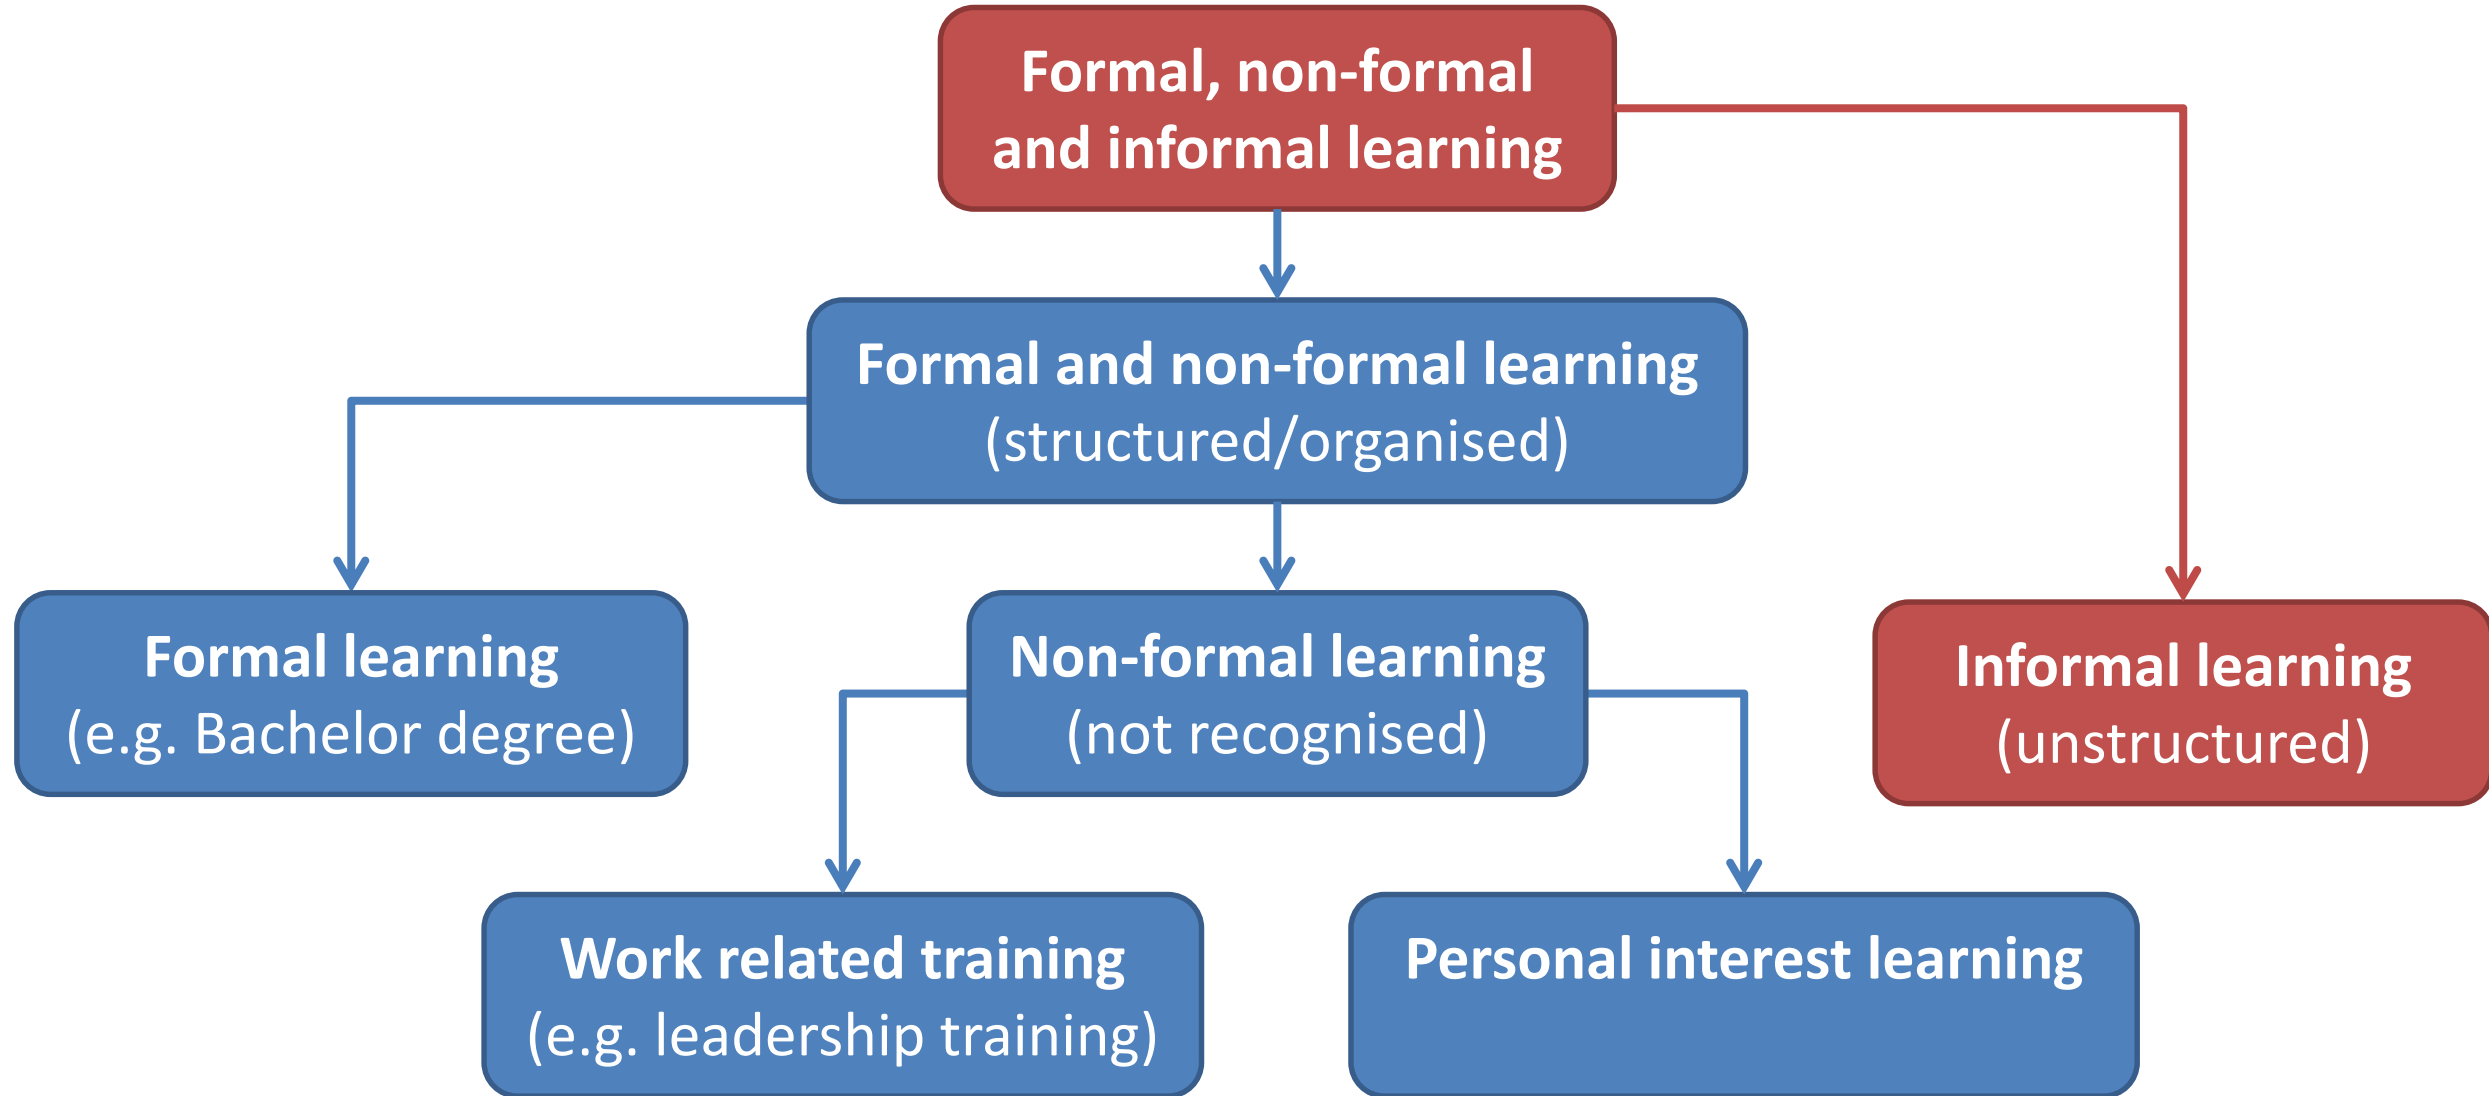 Formal, non-formal
and informal learning
Formal and non-formal learning
(structured/organised)
Formal learning
(e.g. Bachelor degree)
Non-formal learning
(not recognised)
Informal learning
(unstructured)
Work related training
(e.g. leadership training)
Personal interest learning